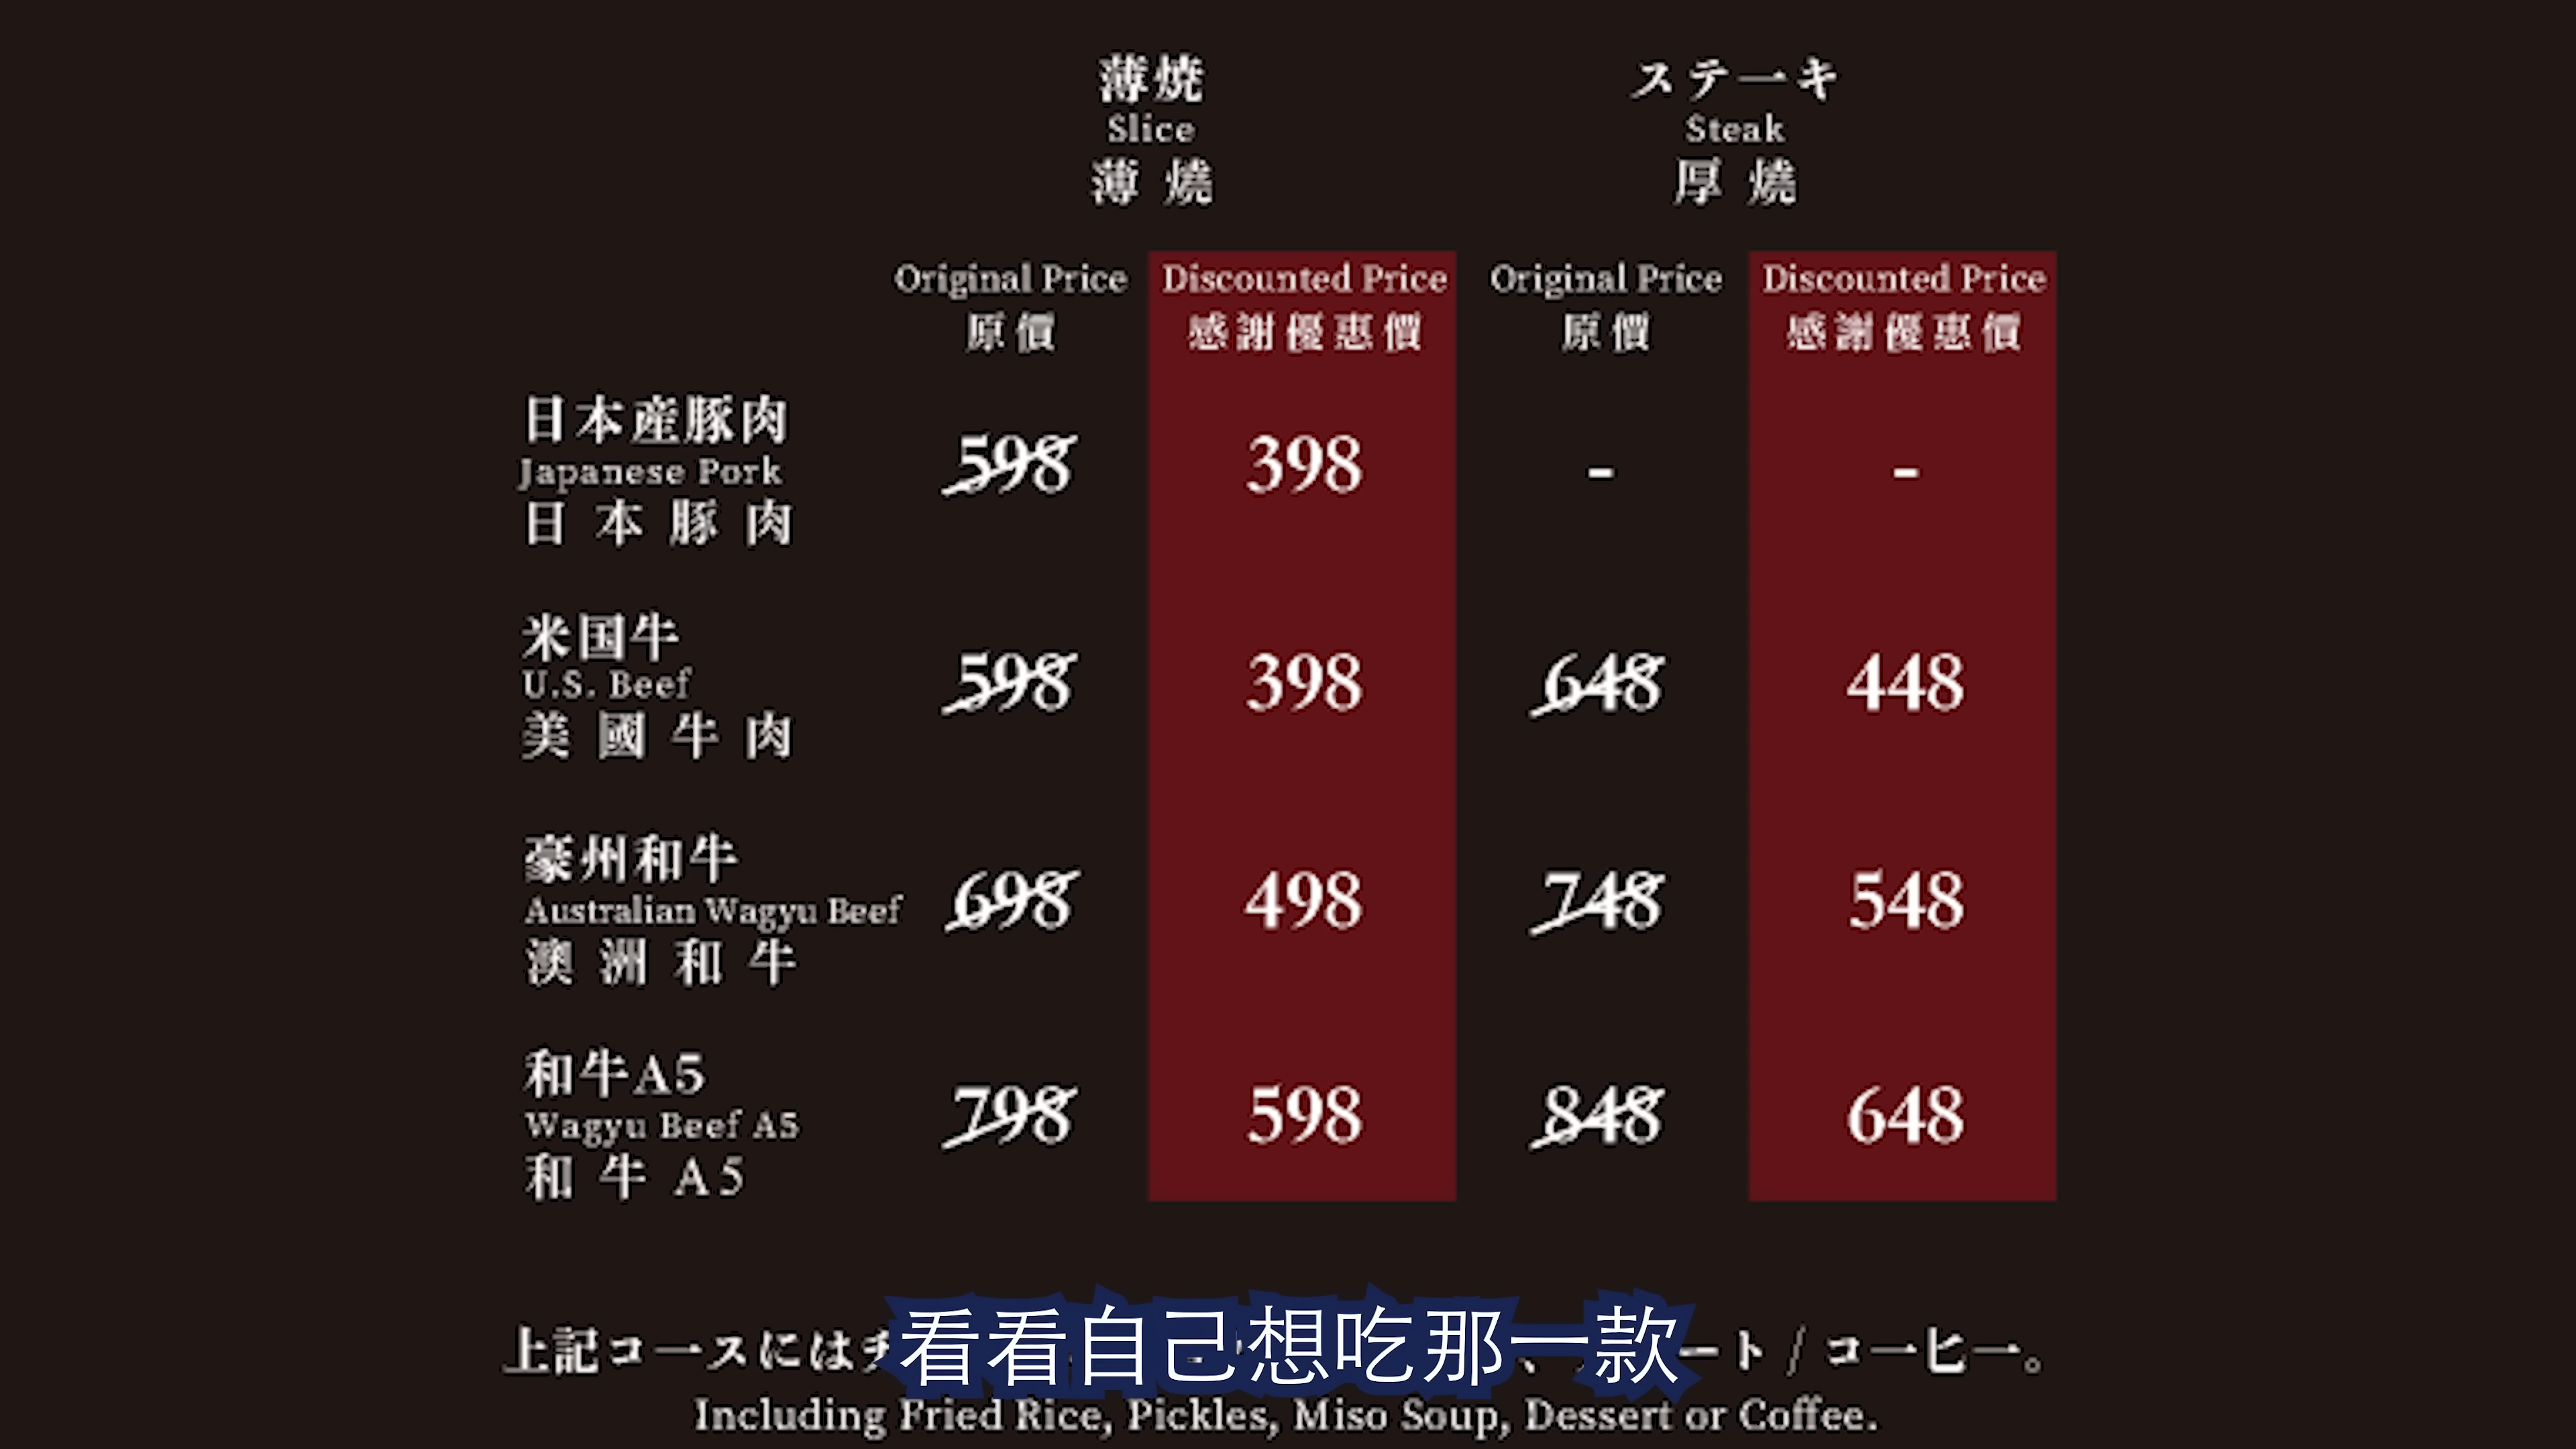 薄焼 ステーキ
Slice Steak
薄燒 厚燒
Original Price Discounted Price Original Price Discounted Price
原價 感謝優惠價 原價 感謝優惠價
日本産豚肉
Japanese Pork
日本豚肉
598 398 - -
米国牛
U.S. Beef
美國牛肉
598 398 648 448
豪州和牛
Australian Wagyu Beef
澳洲和牛
698 498 748 548
和牛A5
Wagyu Beef A5
和牛A5
798 598 848 648
看看自己想吃那一款
上記コースには ート / コーヒー。
Including Fried Rice, Pickles, Miso Soup, Dessert or Coffee.